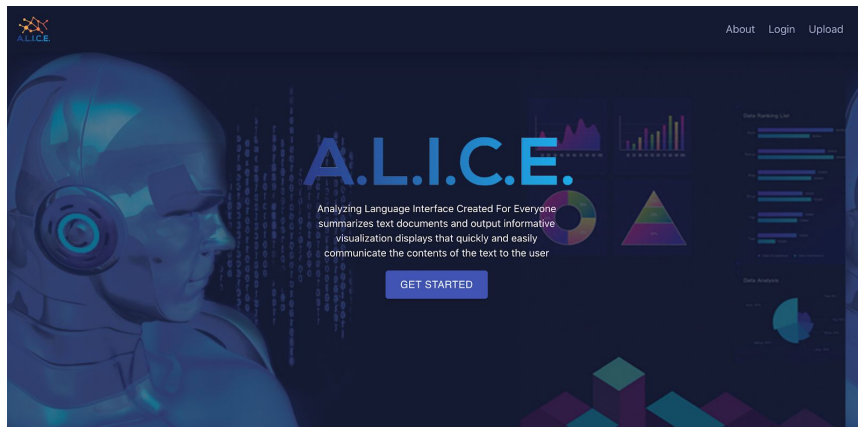 A.L.I.C.E.
About Login Upload
A.L.I.C.E.
Analyzing Language Interface Created For Everyone
summarizes text documents and output informative
visualization displays that quickly and easily
communicate the contents of the text to the user
GET STARTED
Data Ranking List
Data Analysis